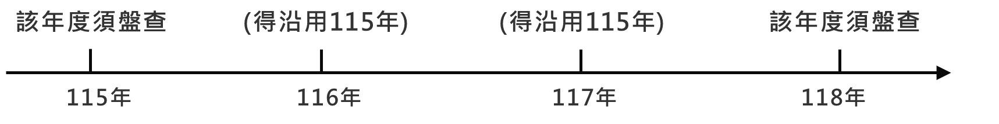 該年度須盤查 (得沿用115年) (得沿用115年) 該年度須盤查
115年 116年 117年 118年